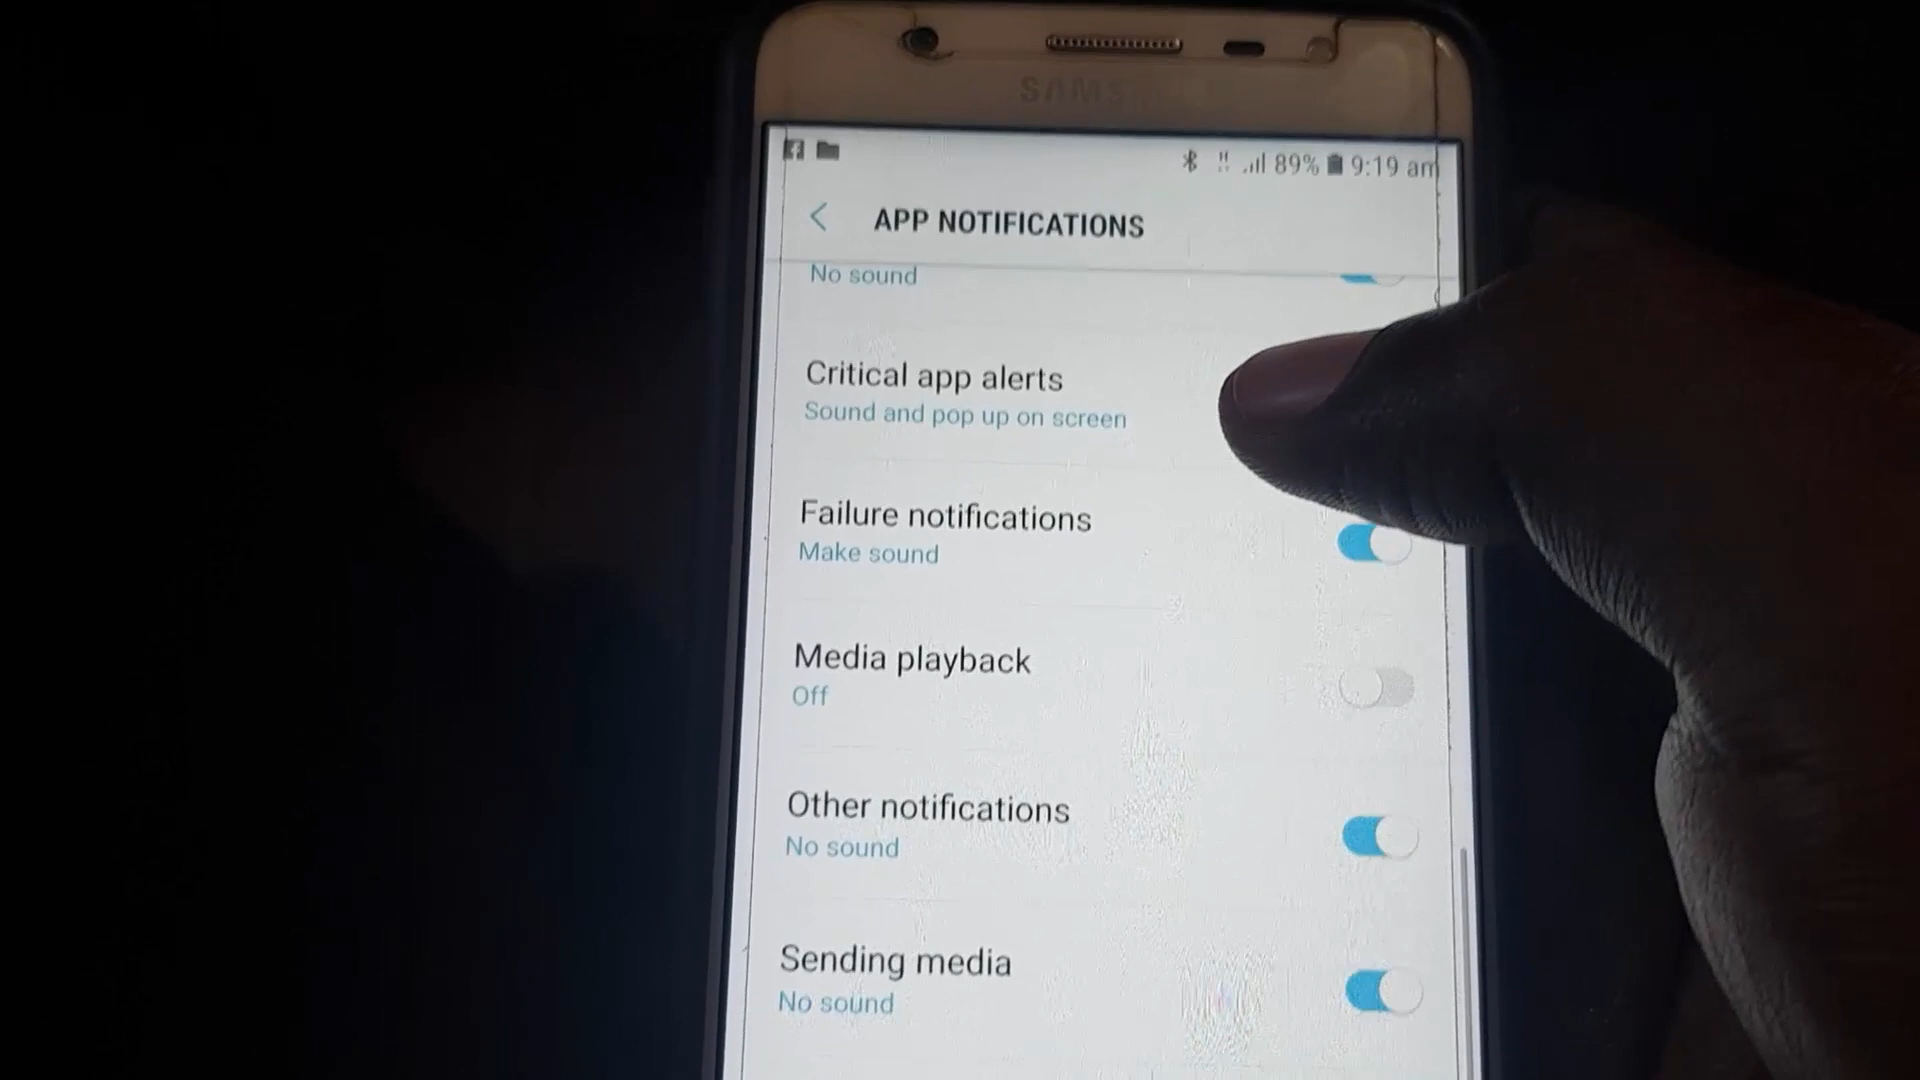 SAMS
89% 9:19 am
APP NOTIFICATIONS
No sound
Critical app alerts
Sound and pop up on screen
Failure notifications
Make sound
Media playback
Off
Other notifications
No sound
Sending media
No sound